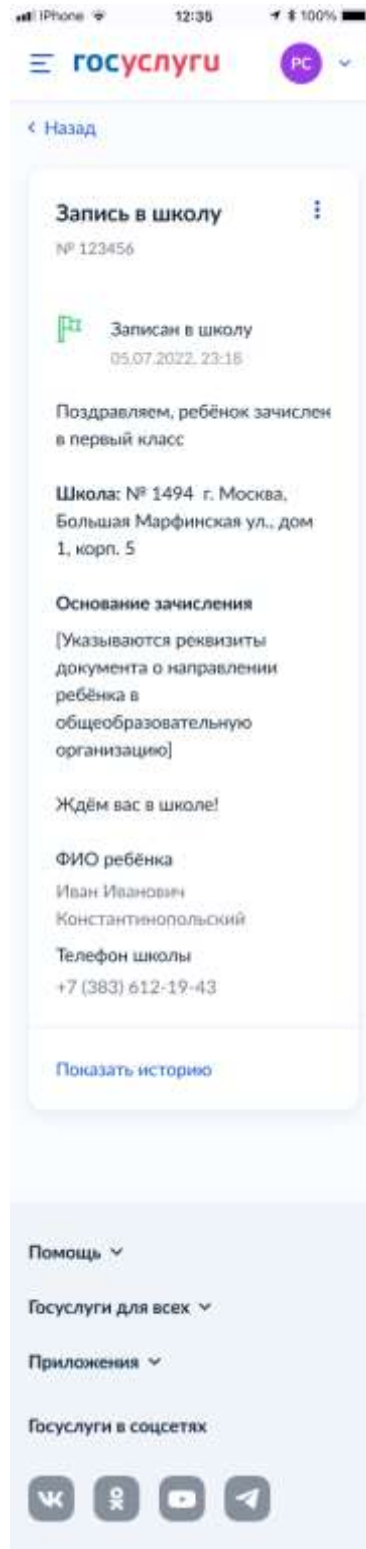 iPhone 12:35 100%
госуслуги РС
Назад
Запись в школу
№ 123456
Записан в школу
05.07.2022, 23:18
Поздравляем, ребёнок зачислен
в первый класс
Школа: № 1494 г. Москва,
Большая Марфинская ул., дом
1, корп. 5
Основание зачисления
[Указываются реквизиты
документа о направлении
ребёнка в
общеобразовательную
организацию]
Ждём вас в школе!
ФИО ребёнка
Иван Иванович
Константинопольский
Телефон школы
+7 (383) 612-19-43
Показать историю
Помощь
Госуслуги для всех
Приложения
Госуслуги в соцсетях